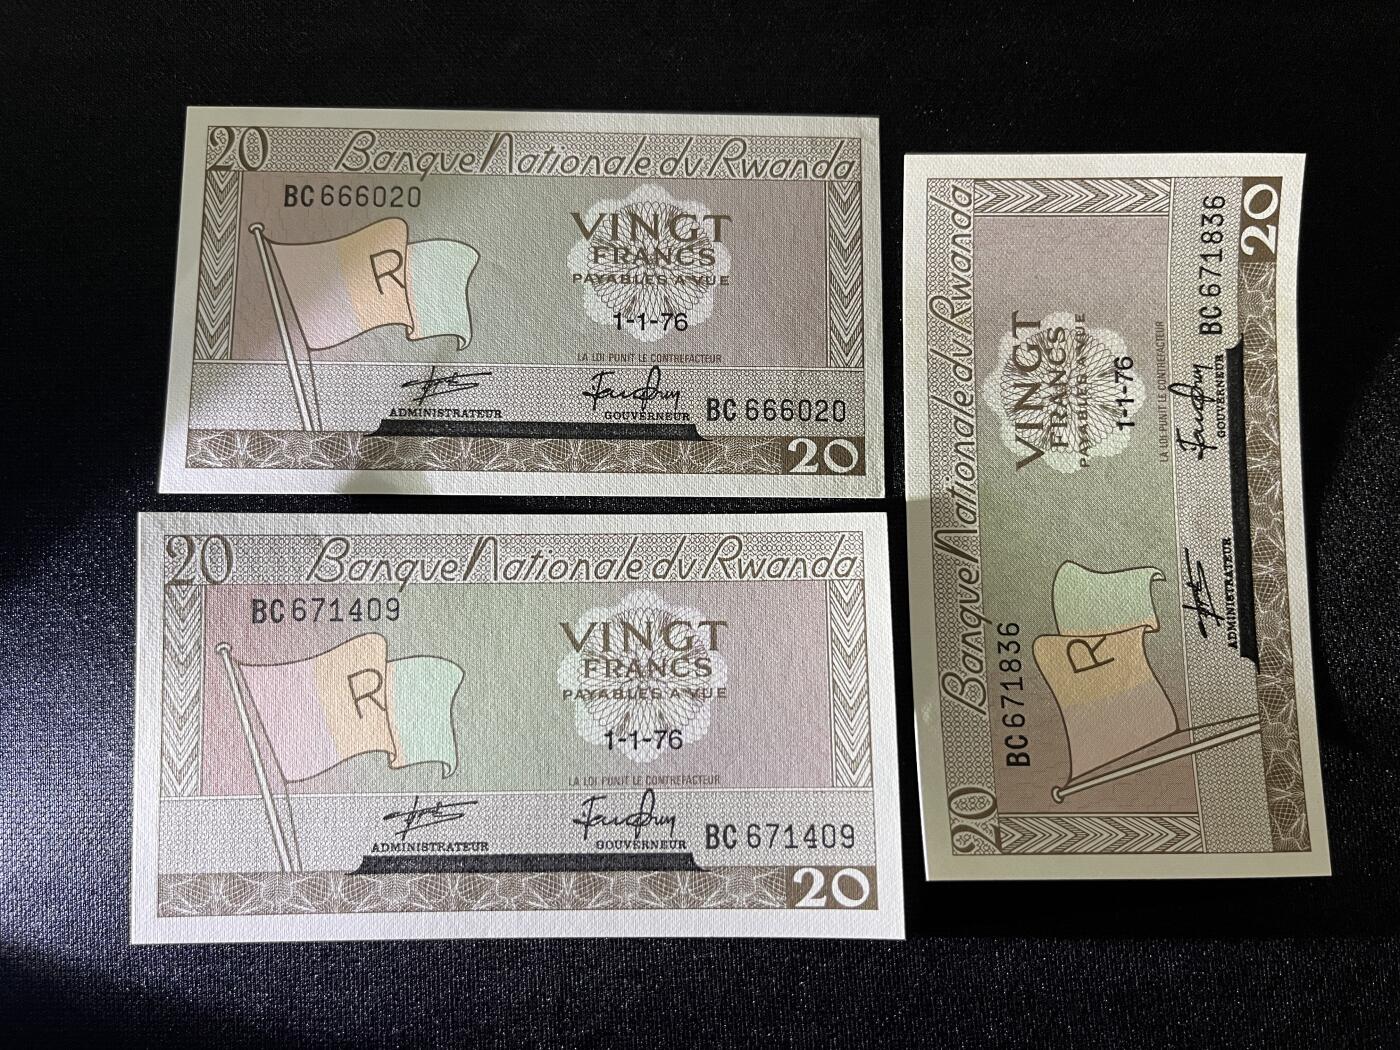 20 Banque Nationale du Rwanda
BC 666020
R
VINGT
FRANCS
PAYABLES A VUE
1-1-76
LA LOI PUNIT LE CONTREFACTEUR
ADMINISTRATEUR
GOUVERNEUR
BC 666020
20
20 Banque Nationale du Rwanda
BC 671409
R
VINGT
FRANCS
PAYABLES A VUE
1-1-76
LA LOI PUNIT LE CONTREFACTEUR
ADMINISTRATEUR
GOUVERNEUR
BC 671409
20
20 Banque Nationale du Rwanda
BC 671836
R
VINGT
FRANCS
PAYABLES A VUE
1-1-76
LA LOI PUNIT LE CONTREFACTEUR
ADMINISTRATEUR
GOUVERNEUR
BC 671836
20